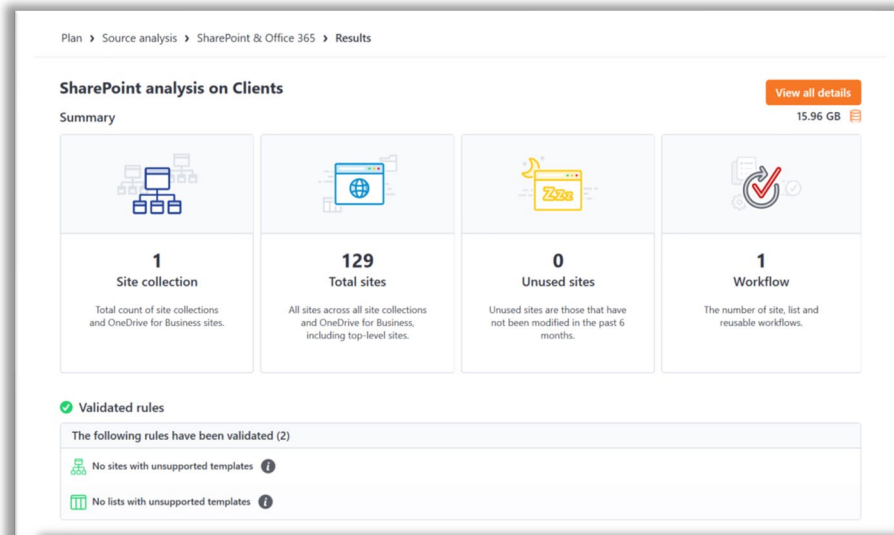 Plan > Source analysis > SharePoint & Office 365 > Results
SharePoint analysis on Clients
View all details
Summary
15.96 GB
Zzz
1
Site collection
Total count of site collections
and OneDrive for Business sites.
129
Total sites
All sites across all site collections
and OneDrive for Business,
including top-level sites.
0
Unused sites
Unused sites are those that have
not been modified in the past 6
months.
1
Workflow
The number of site, list and
reusable workflows.
Validated rules
The following rules have been validated (2)
No sites with unsupported templates i
No lists with unsupported templates i